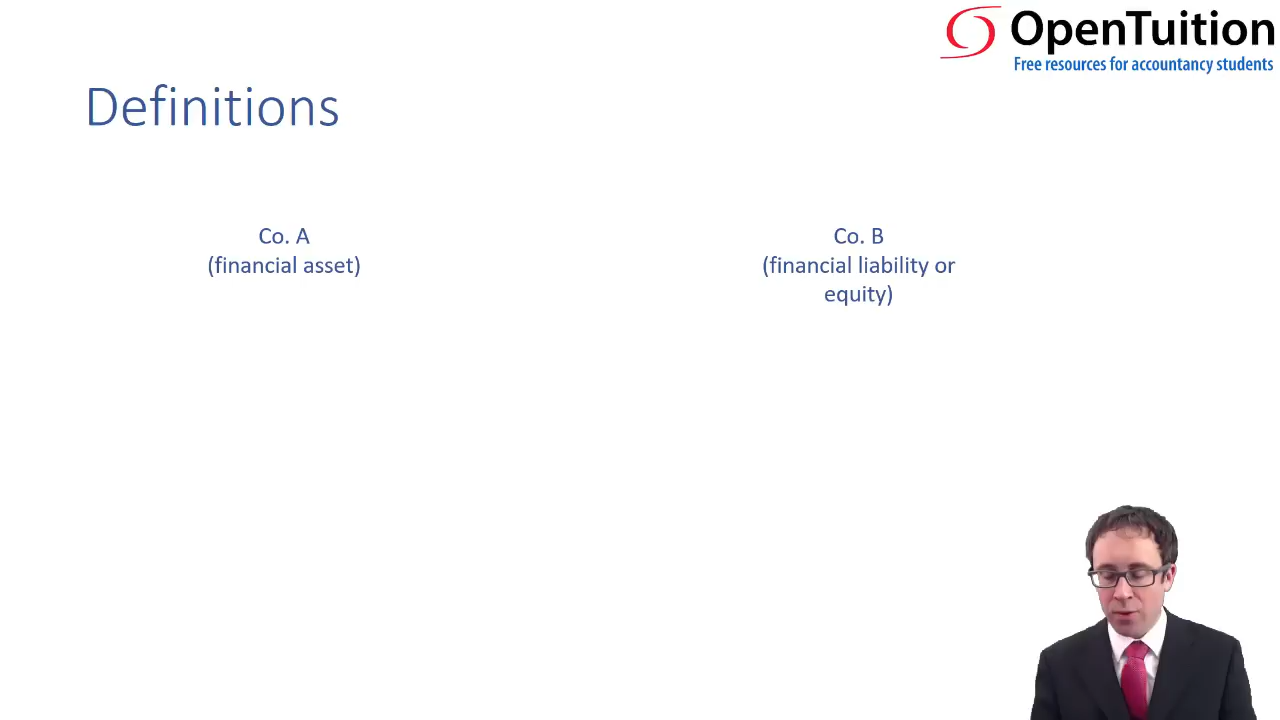 OpenTuition
Free resources for accountancy students
Definitions
Co. A
(financial asset)
Co. B
(financial liability or
equity)